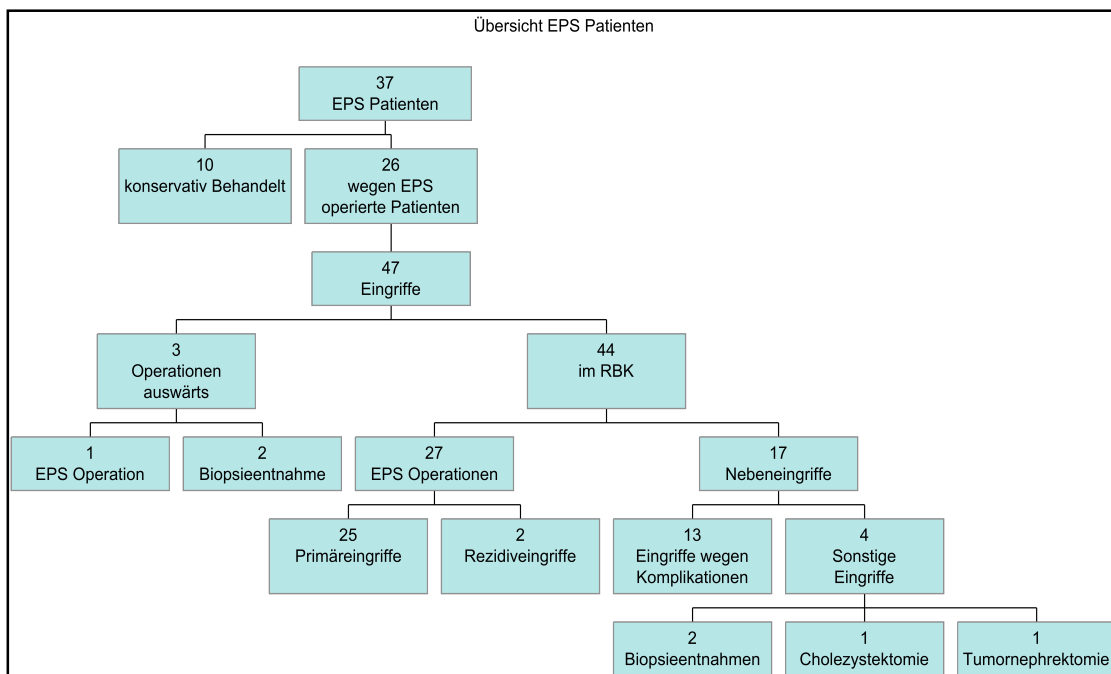 Übersicht EPS Patienten
37
EPS Patienten
10
konservativ Behandelt
26
wegen EPS
operierte Patienten
47
Eingriffe
3
Operationen
auswärts
44
im RBK
1
EPS Operation
2
Biopsieentnahme
27
EPS Operationen
17
Nebeneingriffe
25
Primäreingriffe
2
Rezidiveingriffe
13
Eingriffe wegen
Komplikationen
4
Sonstige
Eingriffe
2
Biopsieentnahmen
1
Cholezystektomie
1
Tumornephrektomie